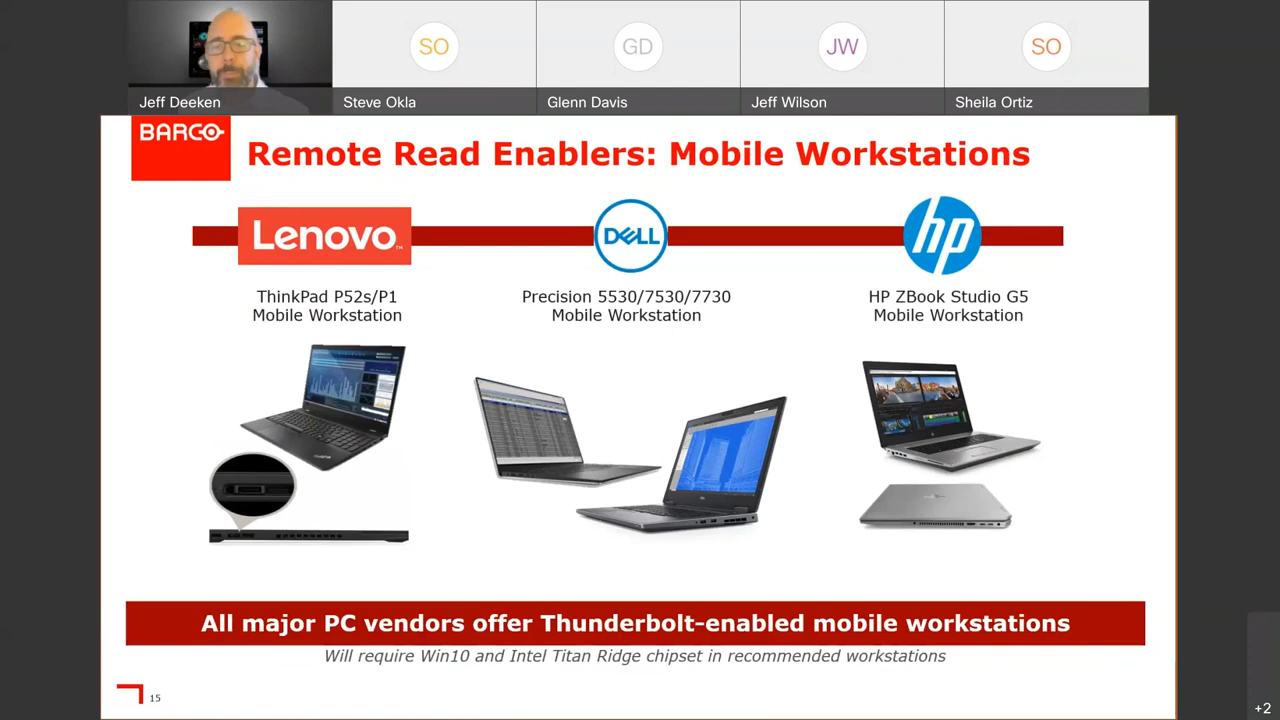 SO
GD
JW
SO
Jeff Deeken
Steve Okla
Glenn Davis
Jeff Wilson
Sheila Ortiz
BARCO
Remote Read Enablers: Mobile Workstations
Lenovo™
DELL
hp
ThinkPad P52s/P1
Mobile Workstation
Precision 5530/7530/7730
Mobile Workstation
HP ZBook Studio G5
Mobile Workstation
All major PC vendors offer Thunderbolt-enabled mobile workstations
Will require Win10 and Intel Titan Ridge chipset in recommended workstations
15
+2